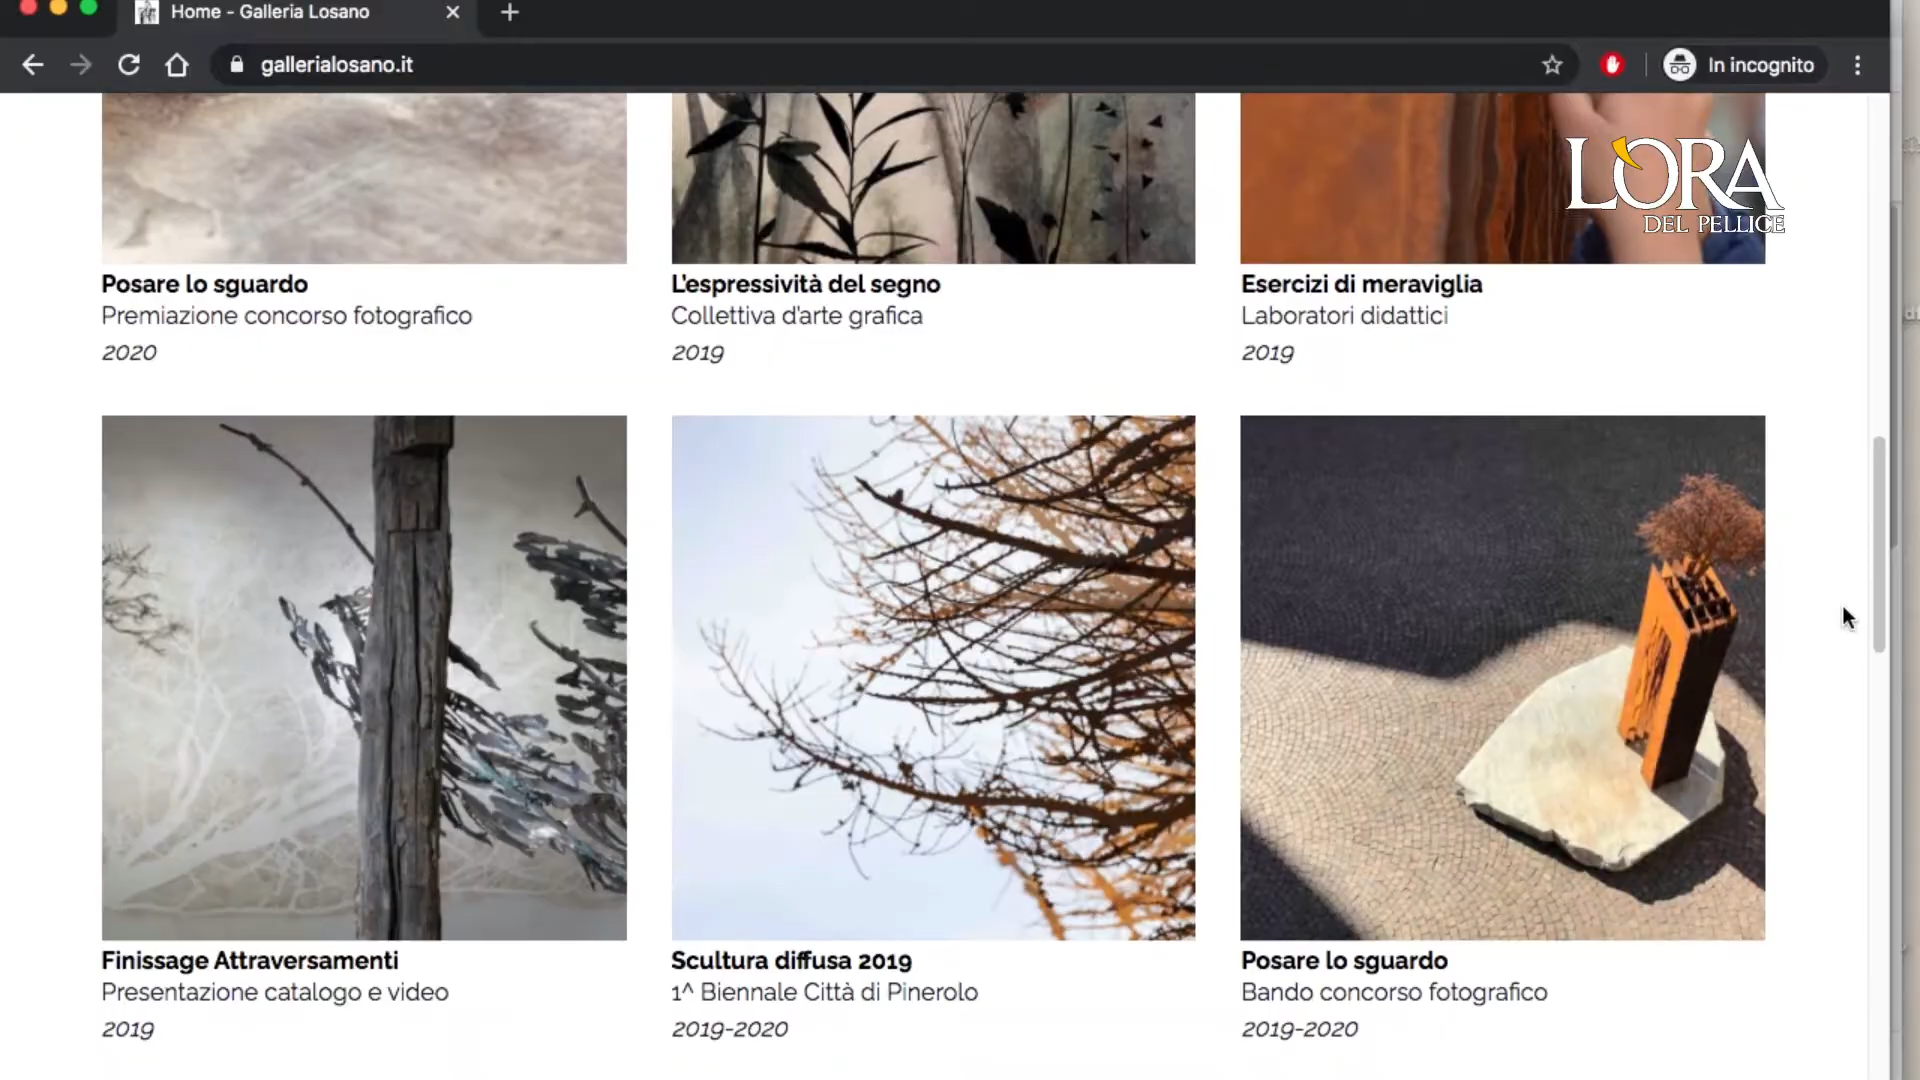 Home - Galleria Losano
gallerialosano.it
In incognito
L'ORA
DEL PELLICE
Posare lo sguardo
Premiazione concorso fotografico
2020
L'espressività del segno
Collettiva d'arte grafica
2019
Esercizi di meraviglia
Laboratori didattici
2019
Finissage Attraversamenti
Presentazione catalogo e video
2019
Scultura diffusa 2019
1^ Biennale Città di Pinerolo
2019-2020
Posare lo sguardo
Bando concorso fotografico
2019-2020